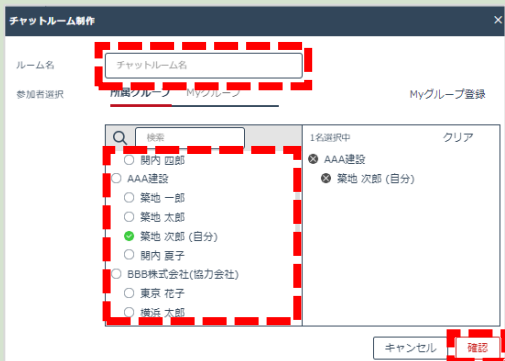 チャットルーム制作 ×
ルーム名 チャットルーム名
参加者選択 所属グループ Myグループ Myグループ登録
検索 1名選択中 クリア
関内 四郎 AAA建設
AAA建設 築地 次郎 (自分)
築地 一郎
築地 太郎
築地 次郎 (自分)
関内 夏子
BBB株式会社(協力会社)
東京 花子
横浜 太郎
キャンセル 確認